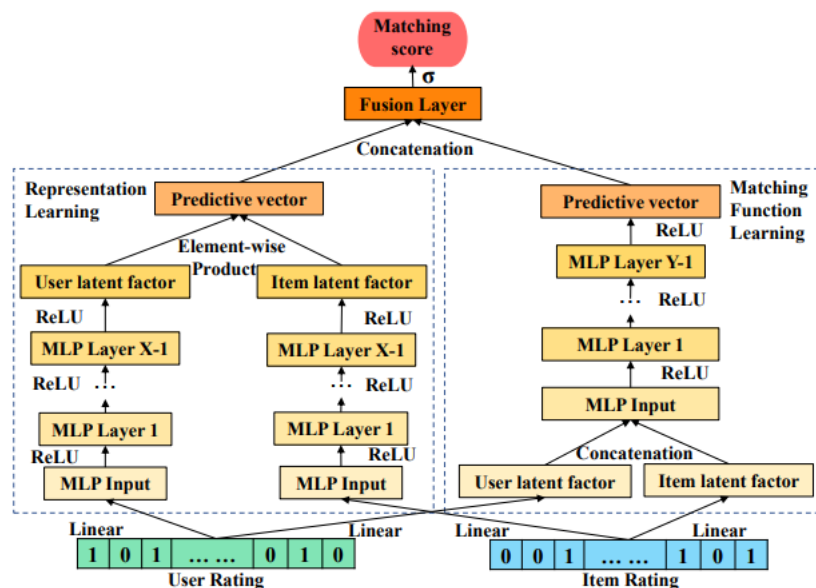 Matching
score
σ
Fusion Layer
Concatenation
Representation
Learning
Predictive vector
Element-wise
Product
User latent factor
Item latent factor
ReLU
ReLU
MLP Layer X-1
MLP Layer X-1
ReLU
...
ReLU
...
MLP Layer 1
MLP Layer 1
ReLU
ReLU
MLP Input
MLP Input
Matching
Function
Learning
Predictive vector
ReLU
MLP Layer Y-1
...
ReLU
MLP Layer 1
ReLU
MLP Input
Concatenation
User latent factor
Item latent factor
Linear
Linear
Linear
Linear
1 0 1 ... ... 0 1 0
User Rating
0 0 1 ... ... 1 0 1
Item Rating